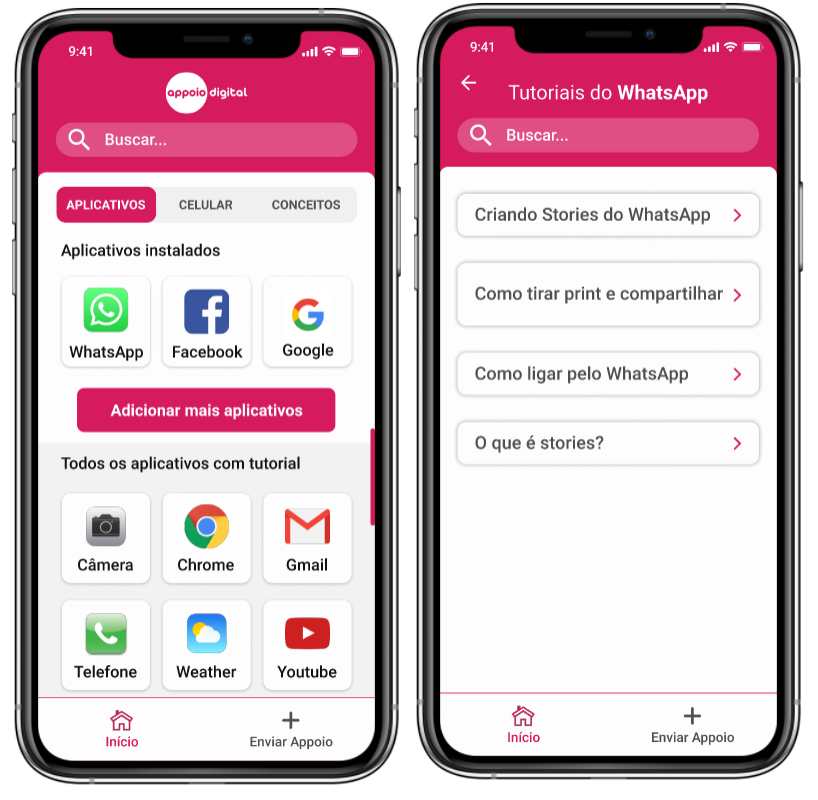 9:41
appoio digital
Buscar...
APLICATIVOS CELULAR CONCEITOS
Aplicativos instalados
WhatsApp Facebook Google
Adicionar mais aplicativos
Todos os aplicativos com tutorial
Câmera Chrome Gmail
Telefone Weather Youtube
Início Enviar Appoio
9:41
Tutoriais do WhatsApp
Buscar...
Criando Stories do WhatsApp
Como tirar print e compartilhar
Como ligar pelo WhatsApp
O que é stories?
Início Enviar Appoio